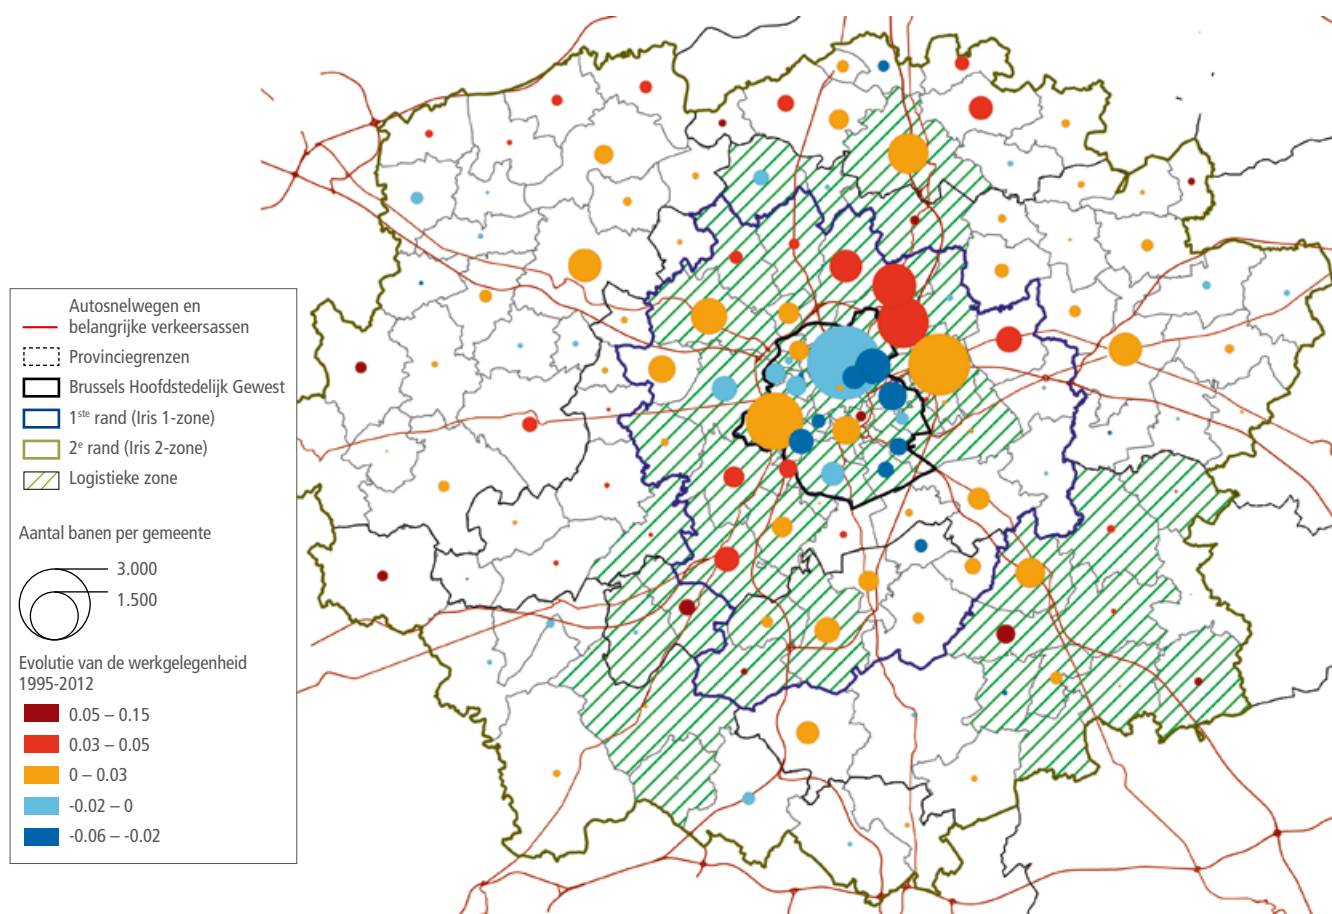 Autosnelwegen en
belangrijke verkeersassen
Provinciegrenzen
Brussels Hoofdstedelijk Gewest
1ste rand (Iris 1-zone)
2e rand (Iris 2-zone)
Logistieke zone
Aantal banen per gemeente
3.000
1.500
Evolutie van de werkgelegenheid
1995-2012
0.05 – 0.15
0.03 – 0.05
0 – 0.03
-0.02 – 0
-0.06 – -0.02